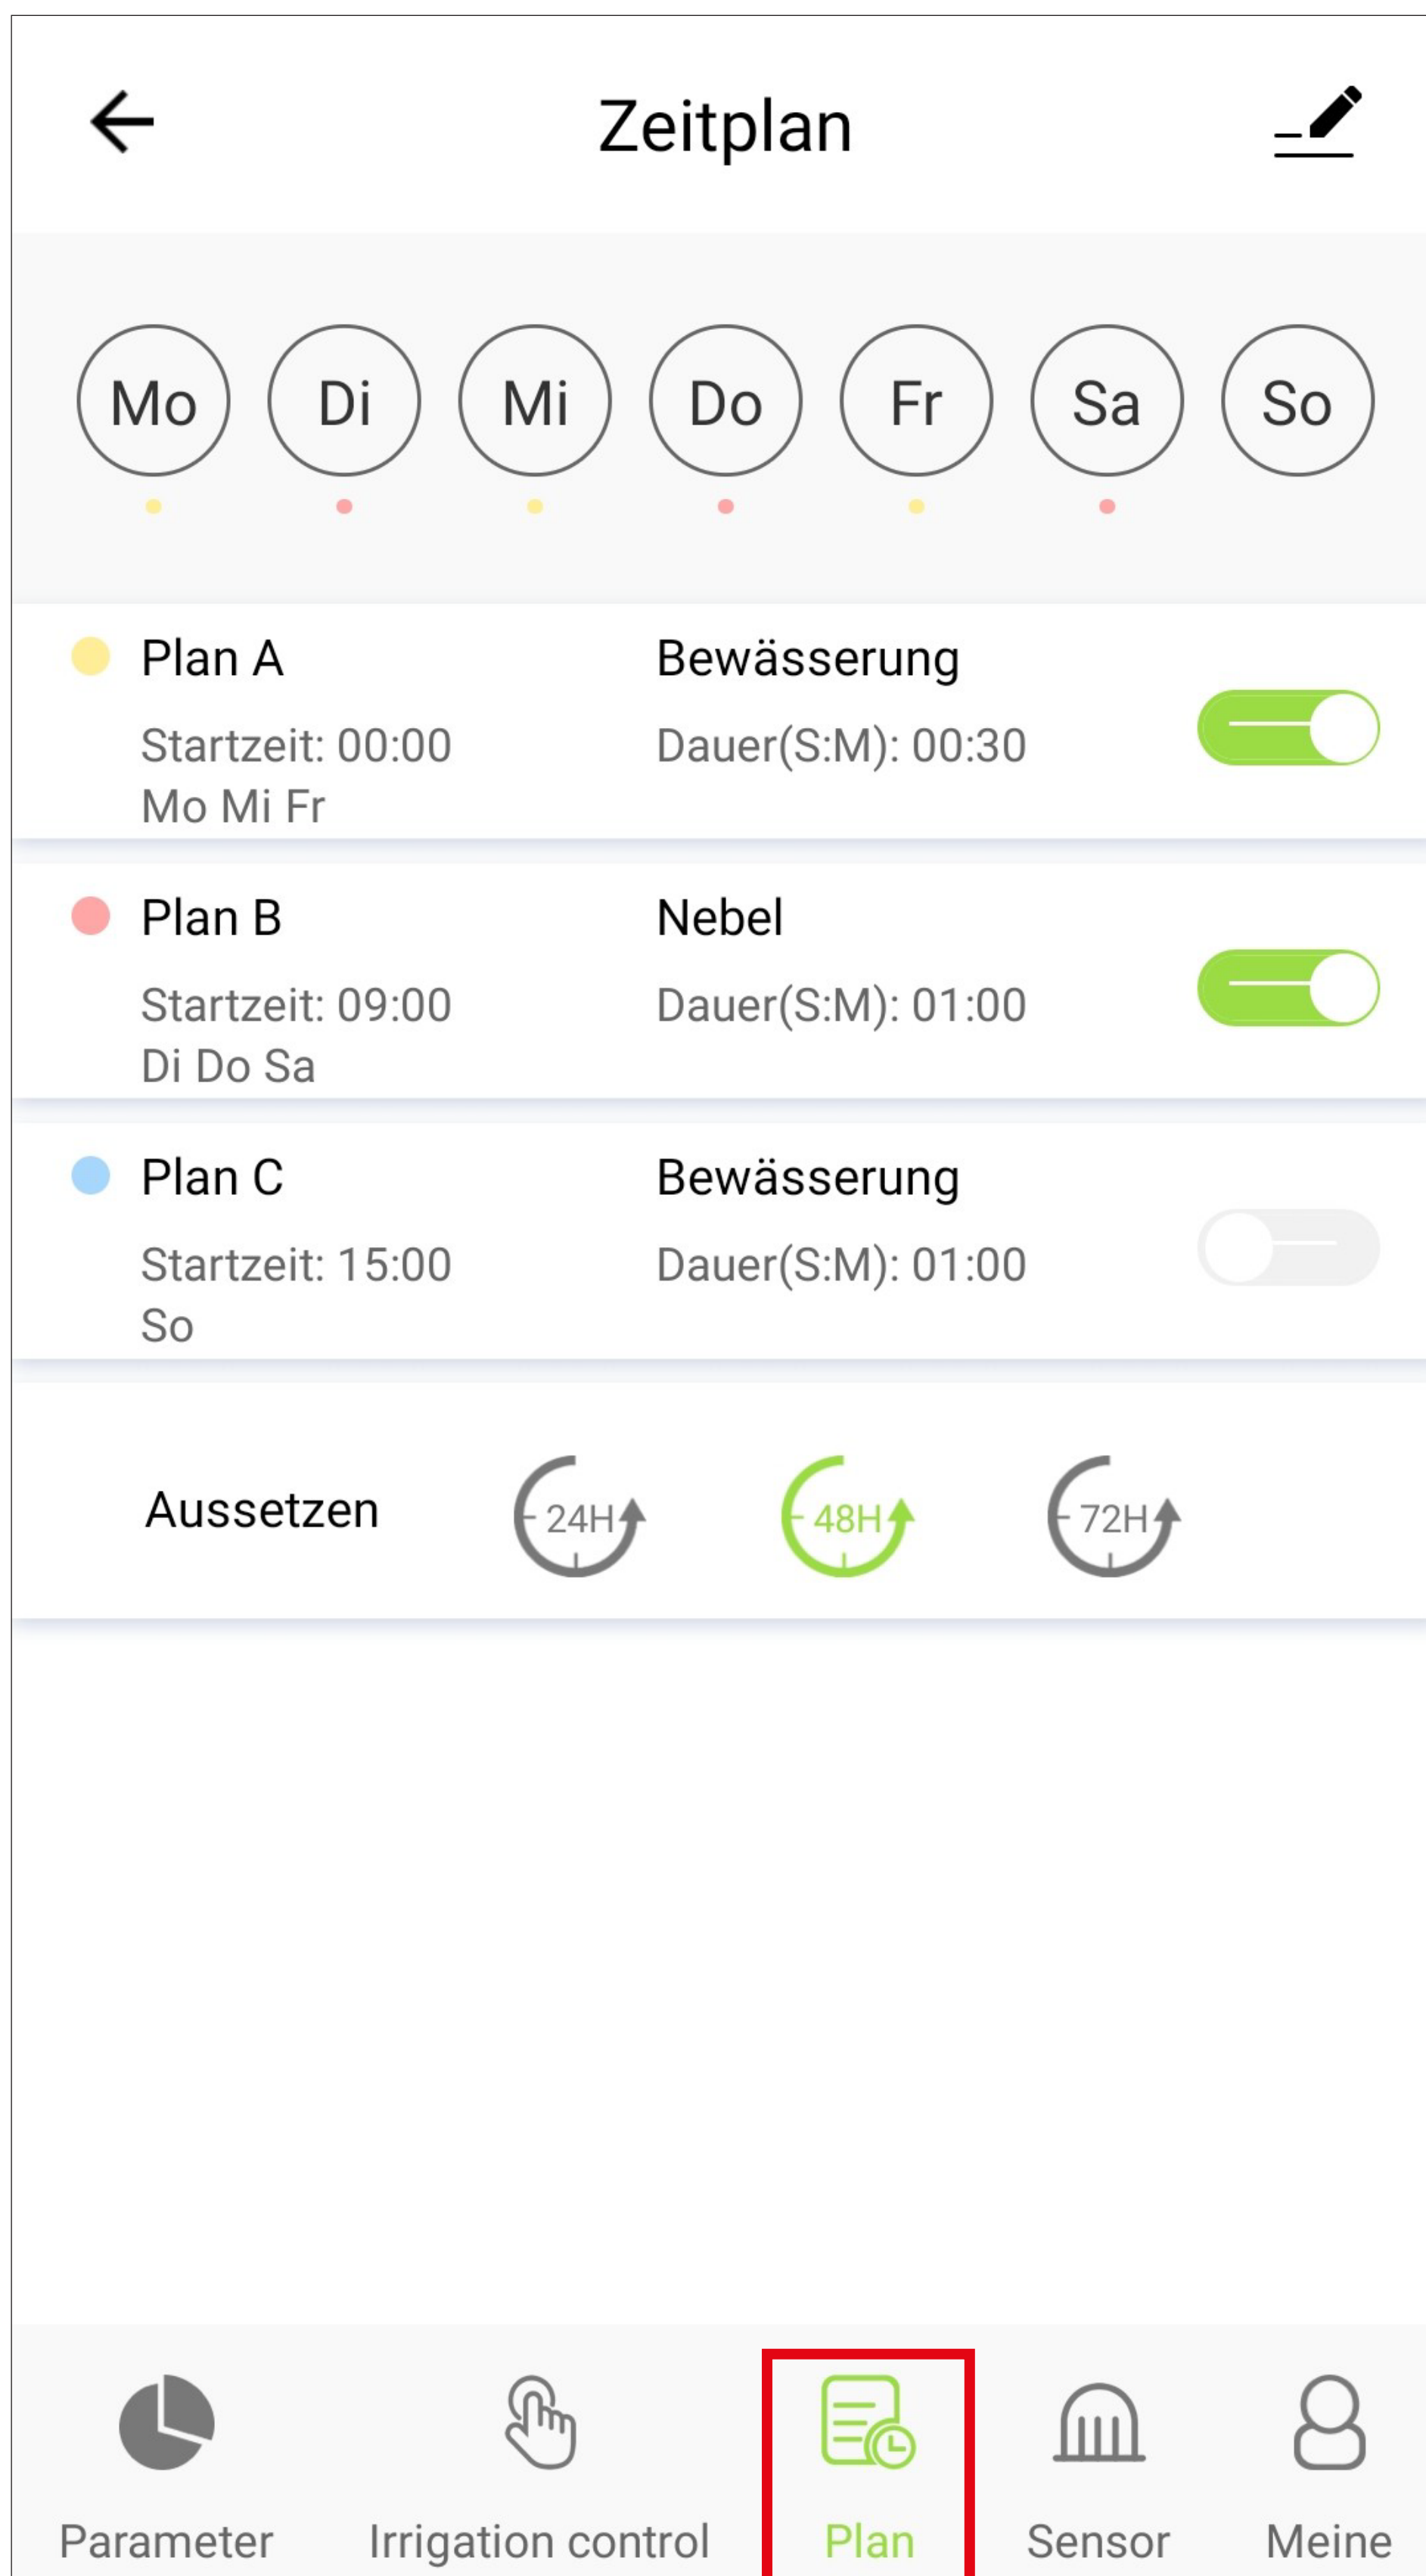 Zeitplan
Mo Di Mi Do Fr Sa So
Plan A Bewässerung
Startzeit: 00:00 Dauer(S:M): 00:30
Mo Mi Fr
Plan B Nebel
Startzeit: 09:00 Dauer(S:M): 01:00
Di Do Sa
Plan C Bewässerung
Startzeit: 15:00 Dauer(S:M): 01:00
So
Aussetzen 24H 48H 72H
Parameter Irrigation control Plan Sensor Meine